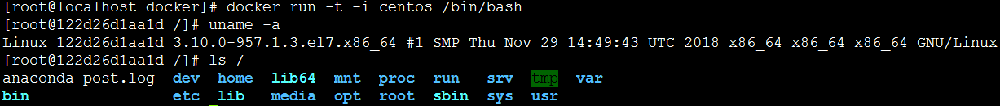 [root@localhost docker]# docker run -t -i centos /bin/bash
[root@122d26d1aa1d /]# uname -a
Linux 122d26d1aa1d 3.10.0-957.1.3.el7.x86_64 #1 SMP Thu Nov 29 14:49:43 UTC 2018 x86_64 x86_64 x86_64 GNU/Linux
[root@122d26d1aa1d /]# ls /
anaconda-post.log  dev  home  lib64  mnt  proc  run  srv  tmp  var
bin                etc  lib   media  opt  root  sbin  sys  usr